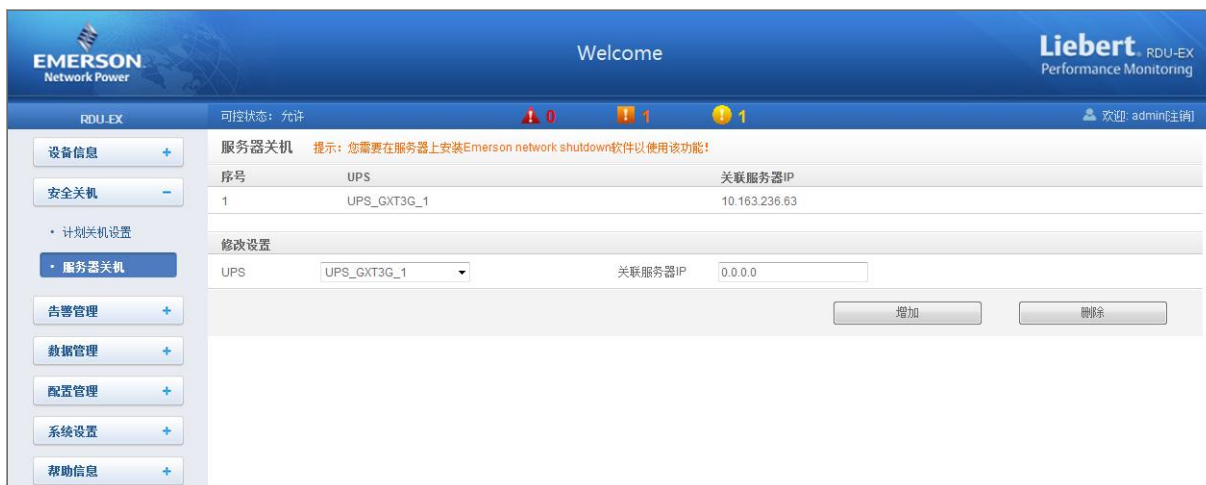 EMERSON.
Network Power
Welcome
Liebert. RDU-EX
Performance Monitoring
RDU-EX
可控状态：允许
0
1
1
欢迎: admin[注销]
设备信息 +
安全关机 −
· 计划关机设置
· 服务器关机
告警管理 +
数据管理 +
配置管理 +
系统设置 +
帮助信息 +
服务器关机 提示：您需要在服务器上安装Emerson network shutdown软件以使用该功能！
序号 UPS 关联服务器IP
1 UPS_GXT3G_1 10.163.236.63
修改设置
UPS UPS_GXT3G_1 关联服务器IP 0.0.0.0
增加 删除